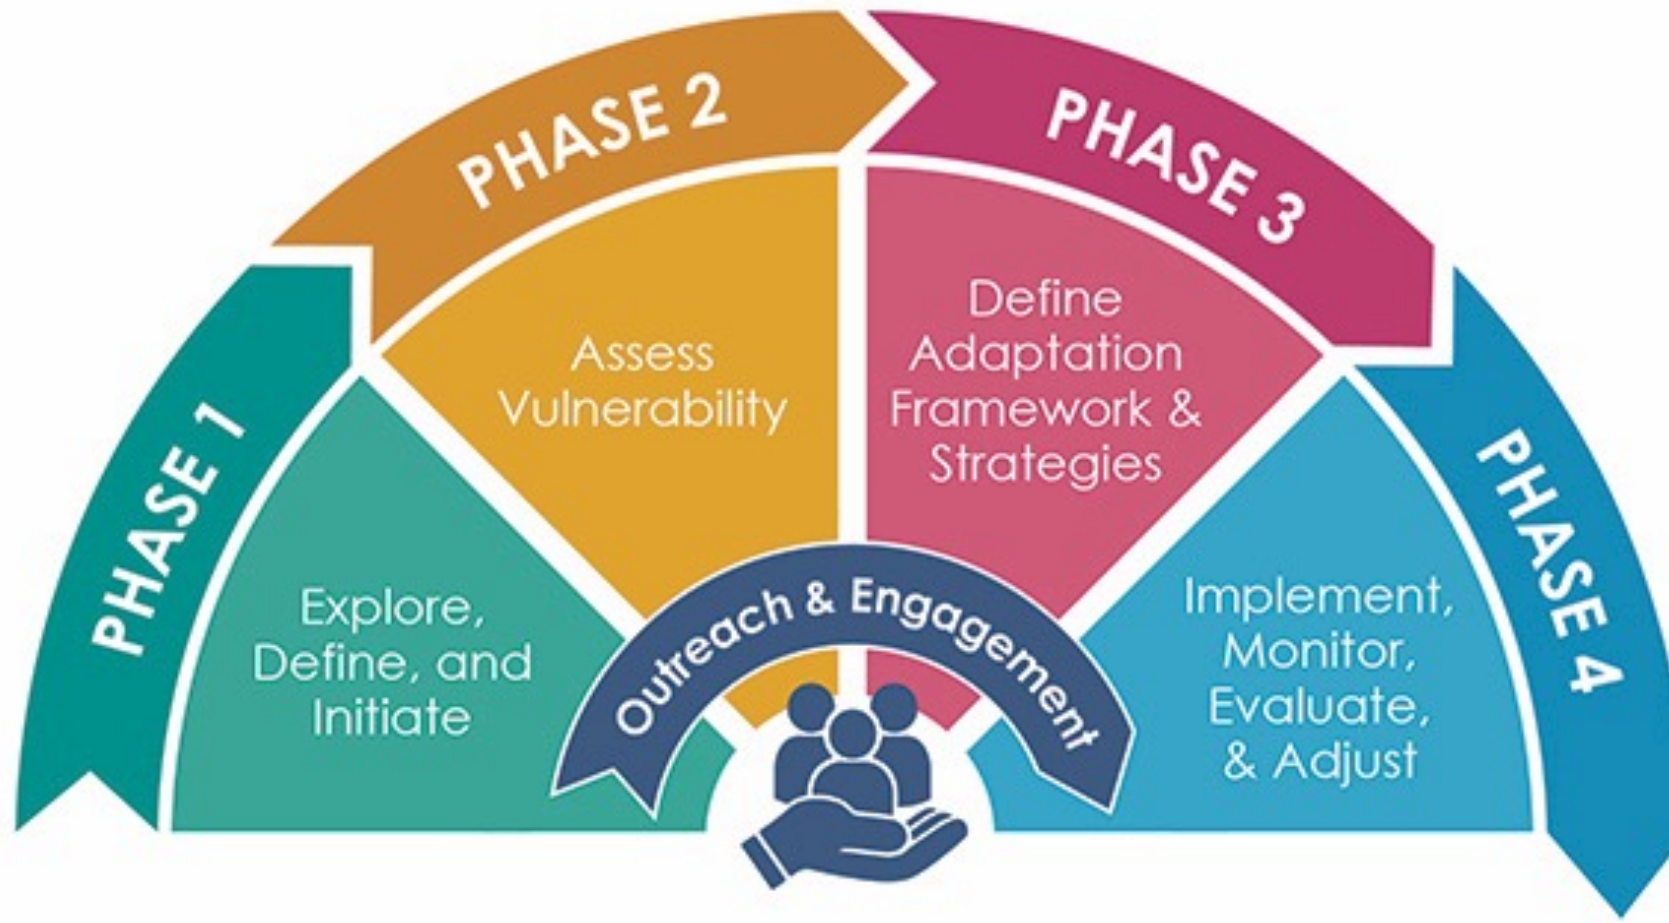 PHASE 1
Explore,
Define, and
Initiate
PHASE 2
Assess
Vulnerability
PHASE 3
Define
Adaptation
Framework &
Strategies
PHASE 4
Implement,
Monitor,
Evaluate,
& Adjust
Outreach & Engagement